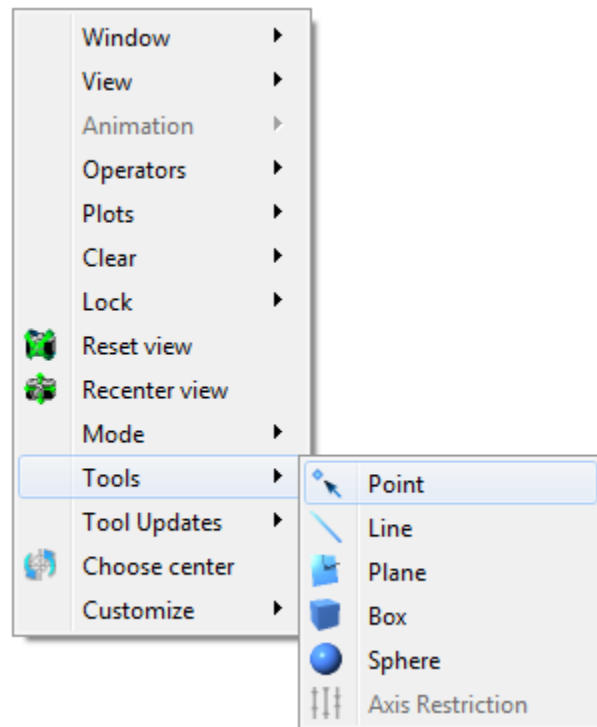 Window
View
Animation
Operators
Plots
Clear
Lock
Reset view
Recenter view
Mode
Tools
Tool Updates
Choose center
Customize
Point
Line
Plane
Box
Sphere
Axis Restriction